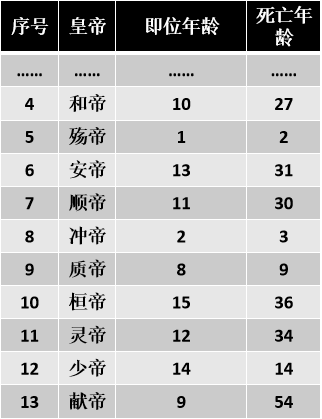 序号 皇帝 即位年龄 死亡年龄
…… …… …… ……
4 和帝 10 27
5 殇帝 1 2
6 安帝 13 31
7 顺帝 11 30
8 冲帝 2 3
9 质帝 8 9
10 桓帝 15 36
11 灵帝 12 34
12 少帝 14 14
13 献帝 9 54